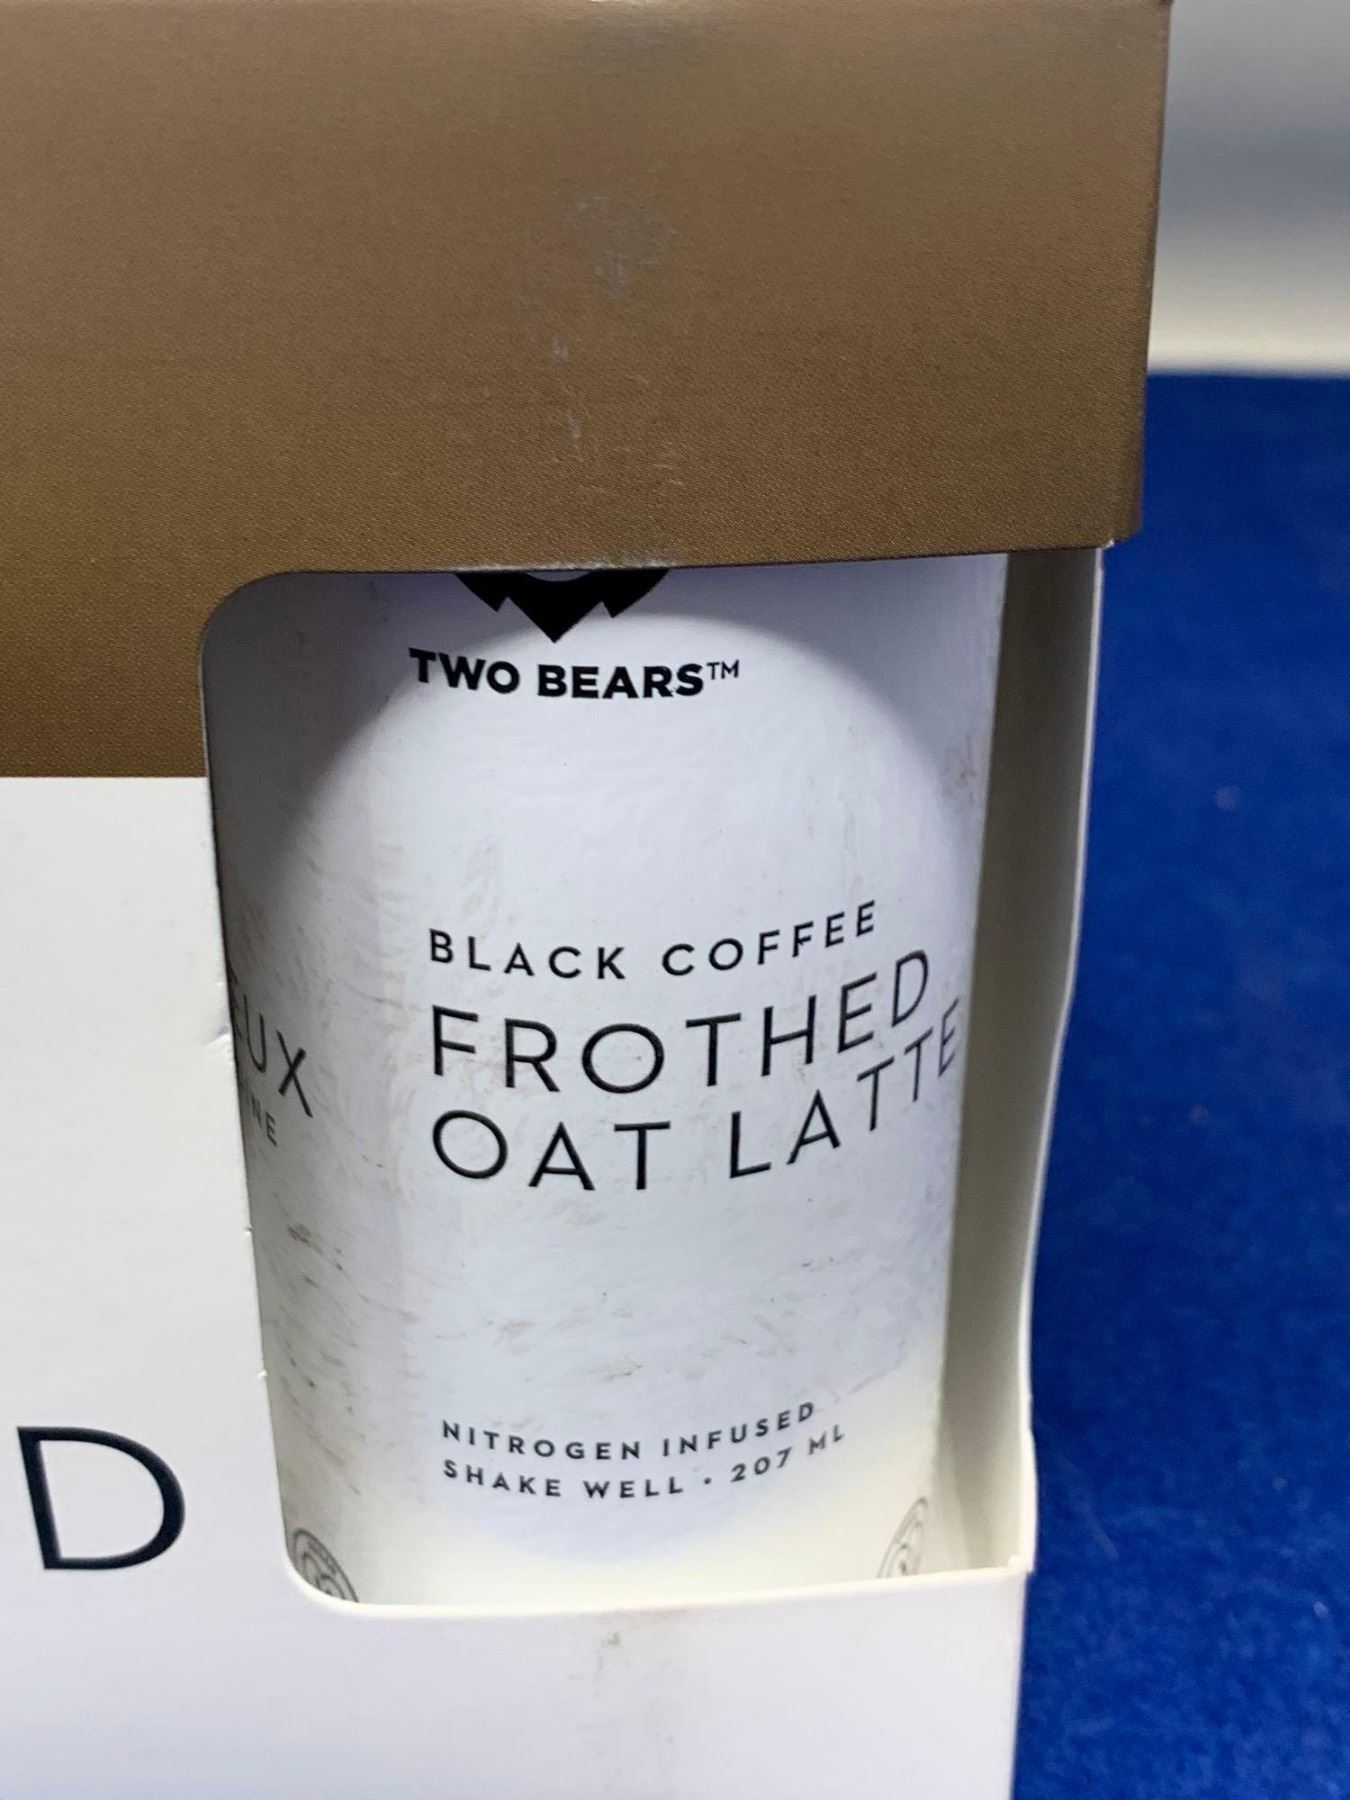 TWO BEARS™
BLACK COFFEE
FROTHED
OAT LATTE
NITROGEN INFUSED
SHAKE WELL • 207 ML
D